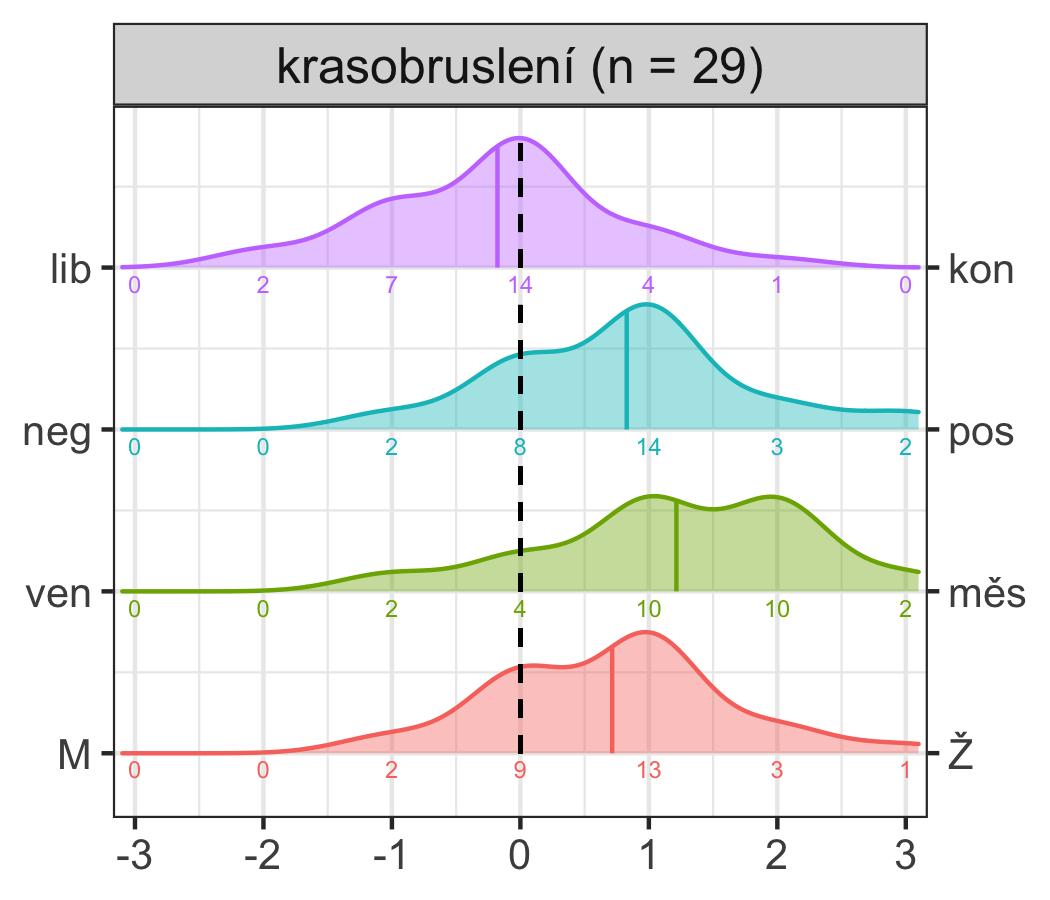 krasobruslení (n = 29)
lib kon
0 2 7 14 4 1 0
neg pos
0 0 2 8 14 3 2
ven měs
0 0 2 4 10 10 2
M Ž
0 0 2 9 13 3 1
-3 -2 -1 0 1 2 3